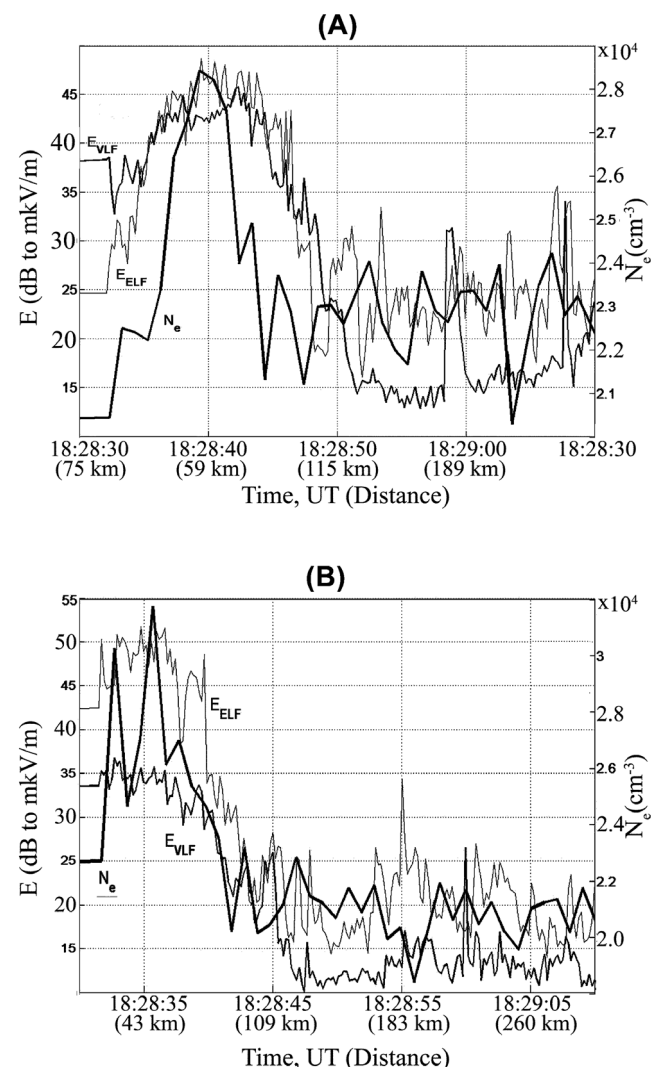 (A)
x10⁴
45
40
35
30
25
20
15
E (dB to mkV/m)
2.8
2.7
2.6
2.5
2.4
2.3
2.2
2.1
Nₑ(cm⁻³)
E_VLF
E_ELF
Nₑ
18:28:30 18:28:40 18:28:50 18:29:00 18:28:30
(75 km) (59 km) (115 km) (189 km)
Time, UT (Distance)
(B)
x10⁴
55
50
45
40
35
30
25
20
15
E (dB to mkV/m)
3
2.8
2.6
2.4
2.2
2.0
Nₑ(cm⁻³)
E_ELF
E_VLF
Nₑ
18:28:35 18:28:45 18:28:55 18:29:05
(43 km) (109 km) (183 km) (260 km)
Time, UT (Distance)